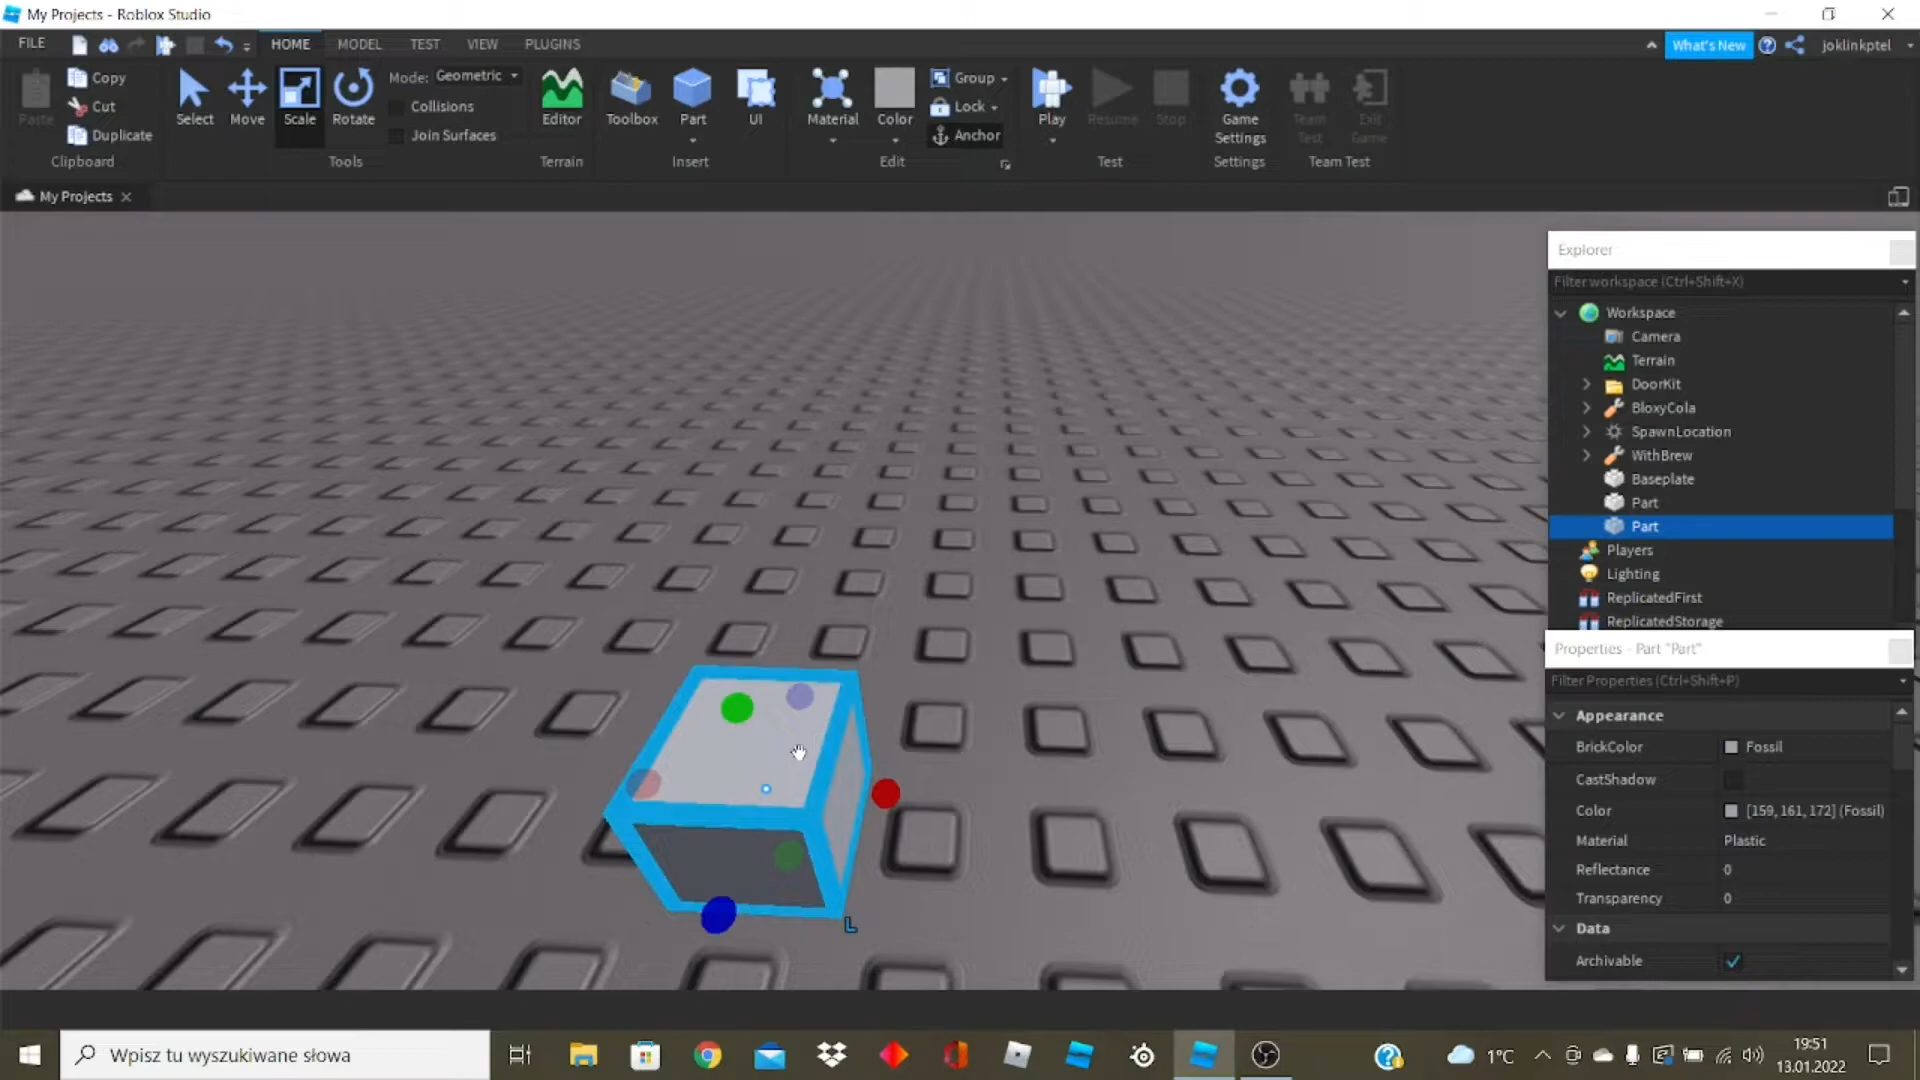 My Projects - Roblox Studio
FILE HOME MODEL TEST VIEW PLUGINS What's New joklinkptel
Paste Copy Cut Duplicate Clipboard
Select Move Scale Rotate Mode: Geometric Collisions Join Surfaces Tools
Editor Terrain
Toolbox Part UI Insert
Material Color Group Lock Anchor Edit
Play Resume Stop Test
Game Settings Settings
Team Test Exit Game Team Test
My Projects
Explorer
Filter workspace (Ctrl+Shift+X)
Workspace
Camera
Terrain
DoorKit
BloxyCola
SpawnLocation
WithBrew
Baseplate
Part
Part
Players
Lighting
ReplicatedFirst
ReplicatedStorage
Properties - Part "Part"
Filter Properties (Ctrl+Shift+P)
Appearance
BrickColor Fossil
CastShadow
Color [159, 161, 172] (Fossil)
Material Plastic
Reflectance 0
Transparency 0
Data
Archivable
L
Wpisz tu wyszukiwane słowa
1°C
19:51
13.01.2022